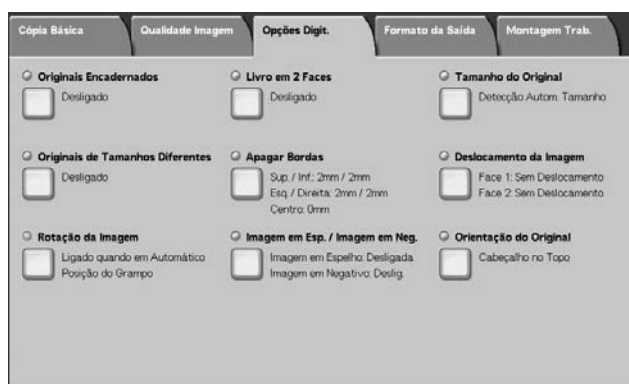 Cópia Básica
Qualidade Imagem
Opções Digit.
Formato da Saída
Montagem Trab.
Originais Encadernados
Desligado
Livro em 2 Faces
Desligado
Tamanho do Original
Detecção Autom. Tamanho
Originais de Tamanhos Diferentes
Desligado
Apagar Bordas
Sup. / Inf.: 2mm / 2mm
Esq. / Direita: 2mm / 2mm
Centro: 0mm
Deslocamento da Imagem
Face 1: Sem Deslocamento
Face 2: Sem Deslocamento
Rotação da Imagem
Ligado quando em Automático
Posição do Grampo
Imagem em Esp. / Imagem em Neg.
Imagem em Espelho: Desligada
Imagem em Negativo: Deslig.
Orientação do Original
Cabeçalho no Topo